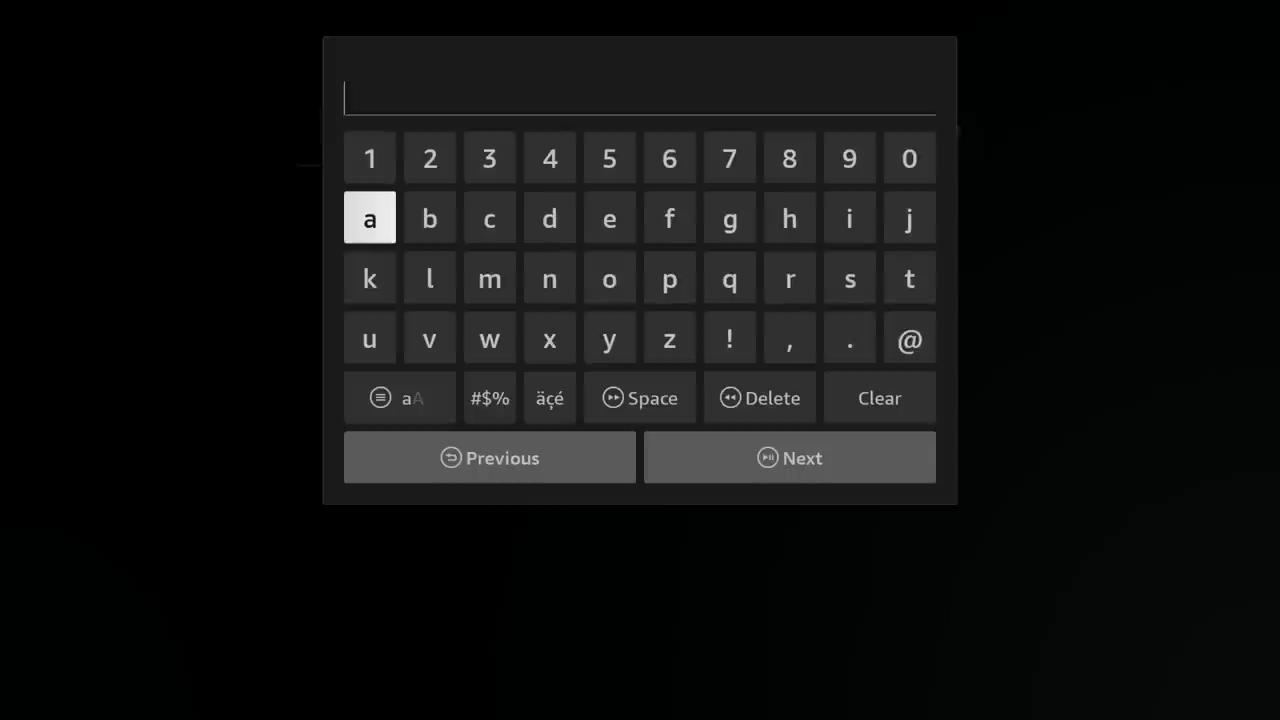 1 2 3 4 5 6 7 8 9 0
a b c d e f g h i j
k l m n o p q r s t
u v w x y z ! , . @
aA #$% äçé Space Delete Clear
Previous Next